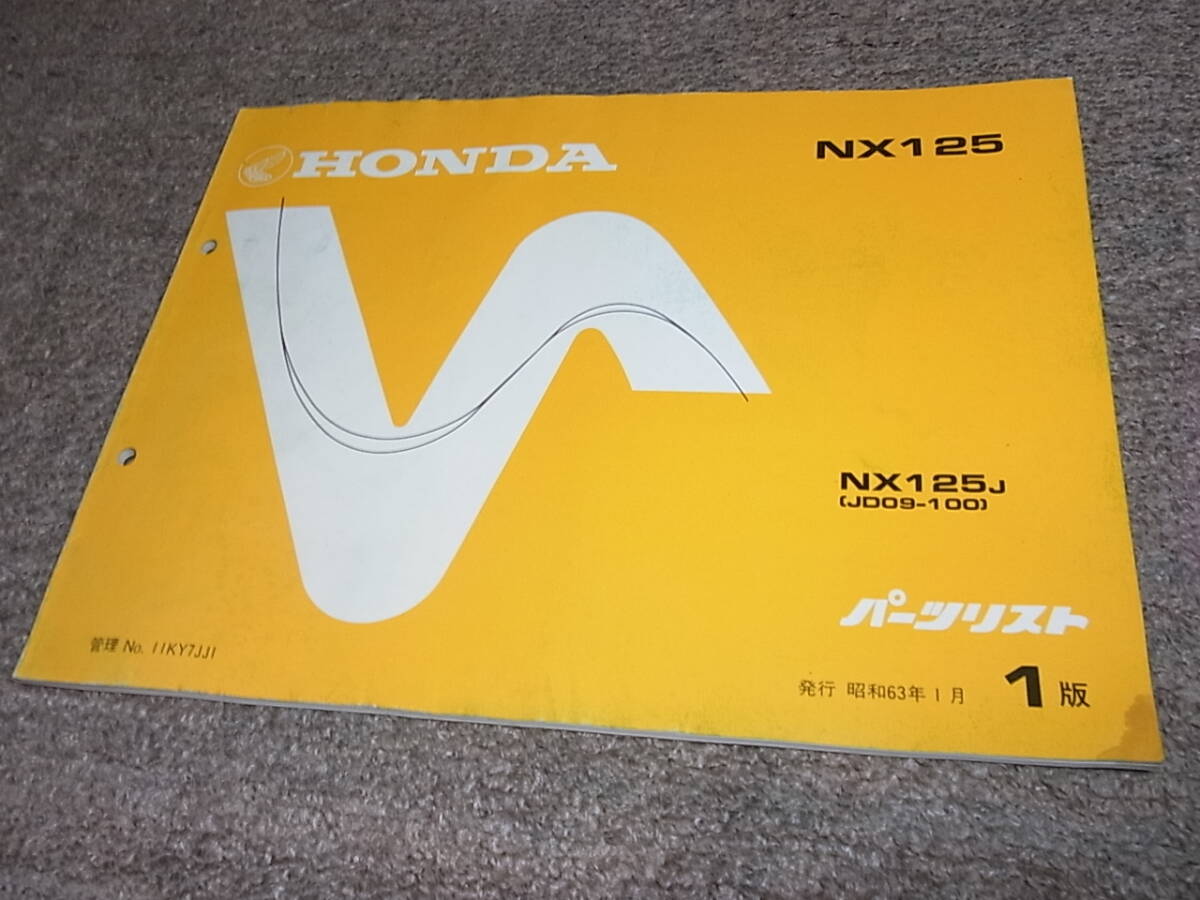 HONDA
NX125
NX125J
(JD09-100)
パーツリスト
管理 No. 11KY7JJ1
発行 昭和63年1月 1版